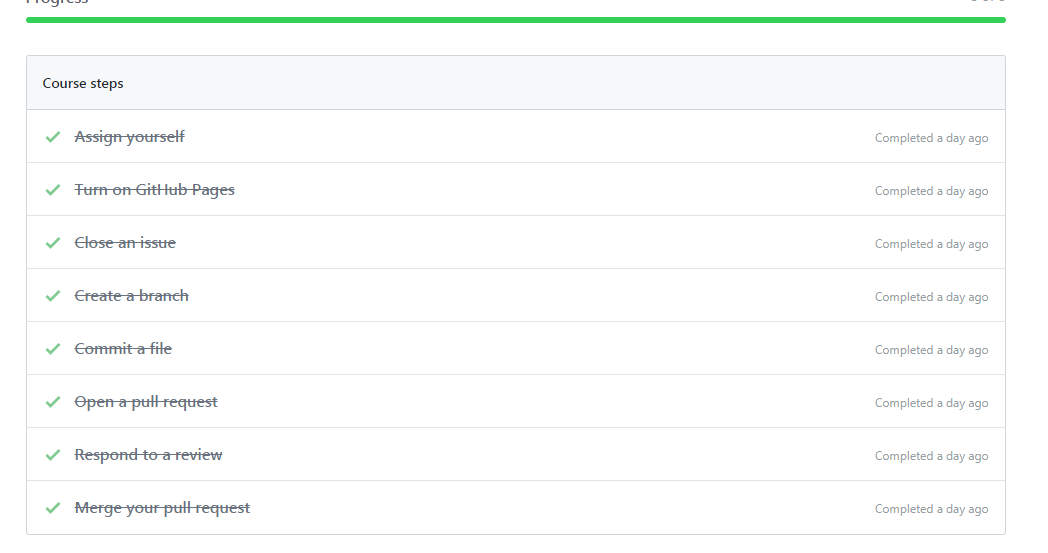 Progress
Course steps
Assign yourself
Completed a day ago
Turn on GitHub Pages
Completed a day ago
Close an issue
Completed a day ago
Create a branch
Completed a day ago
Commit a file
Completed a day ago
Open a pull request
Completed a day ago
Respond to a review
Completed a day ago
Merge your pull request
Completed a day ago